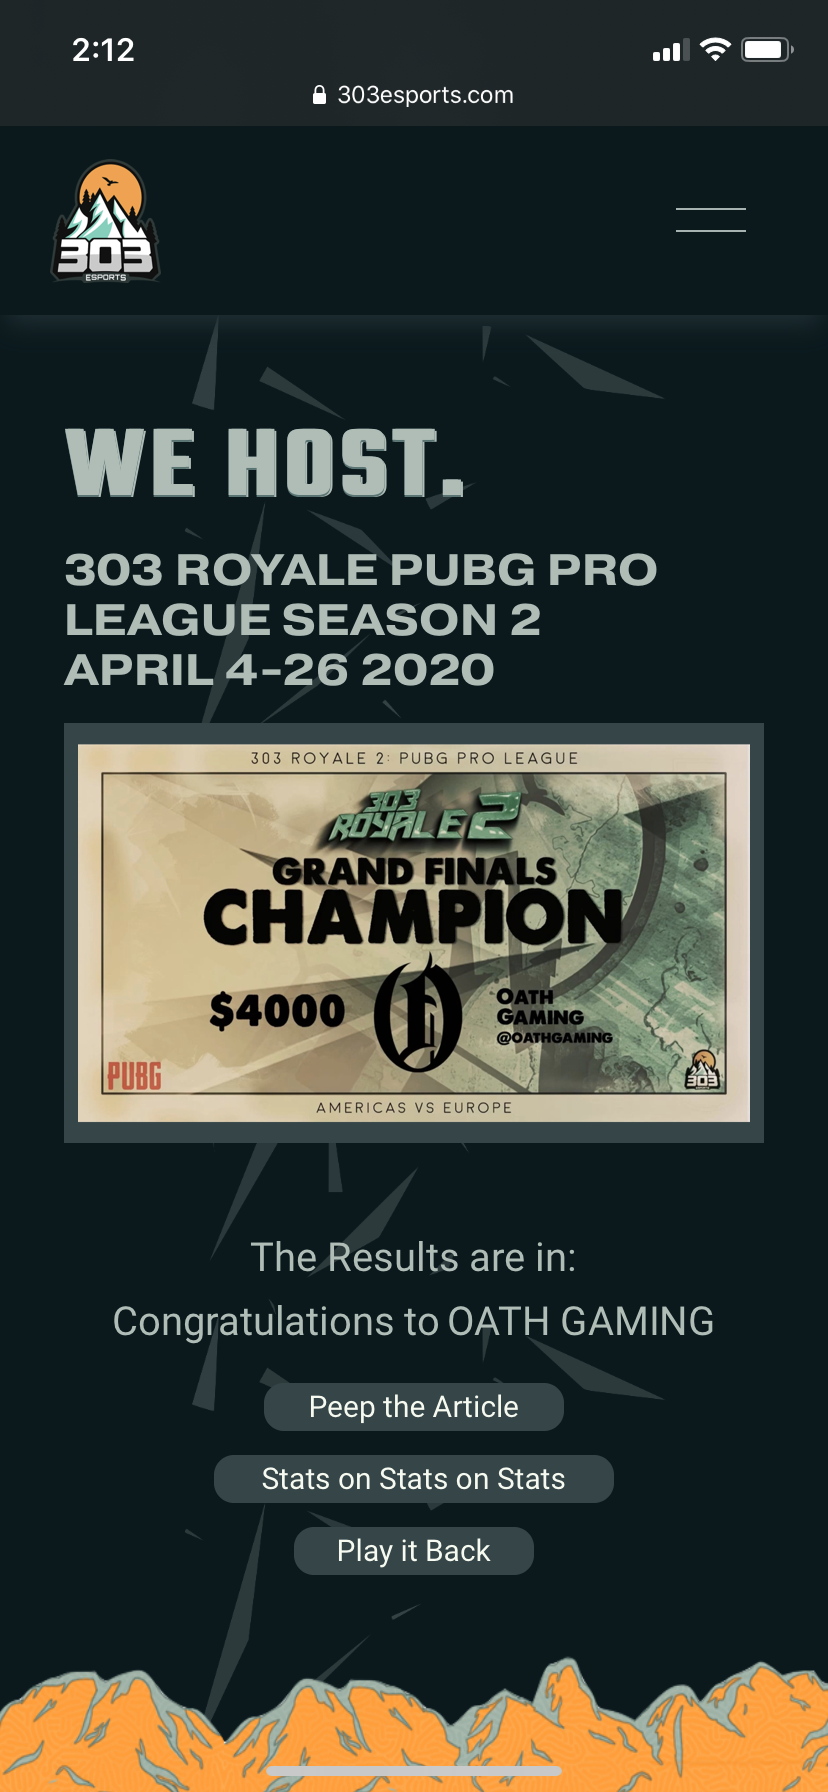 2:12
303esports.com
303
ESPORTS
WE HOST.
303 ROYALE PUBG PRO
LEAGUE SEASON 2
APRIL 4-26 2020
303 ROYALE 2: PUBG PRO LEAGUE
303
ROYALE 2
GRAND FINALS
CHAMPION
$4000
OATH
GAMING
@OATHGAMING
PUBG
303
AMERICAS VS EUROPE
The Results are in:
Congratulations to OATH GAMING
Peep the Article
Stats on Stats on Stats
Play it Back